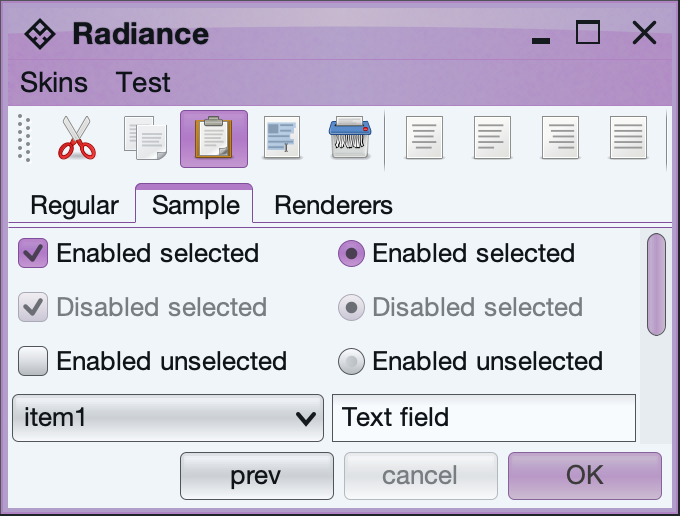 Radiance
Skins Test
Regular Sample Renderers
Enabled selected Enabled selected
Disabled selected Disabled selected
Enabled unselected Enabled unselected
item1 Text field
prev cancel OK